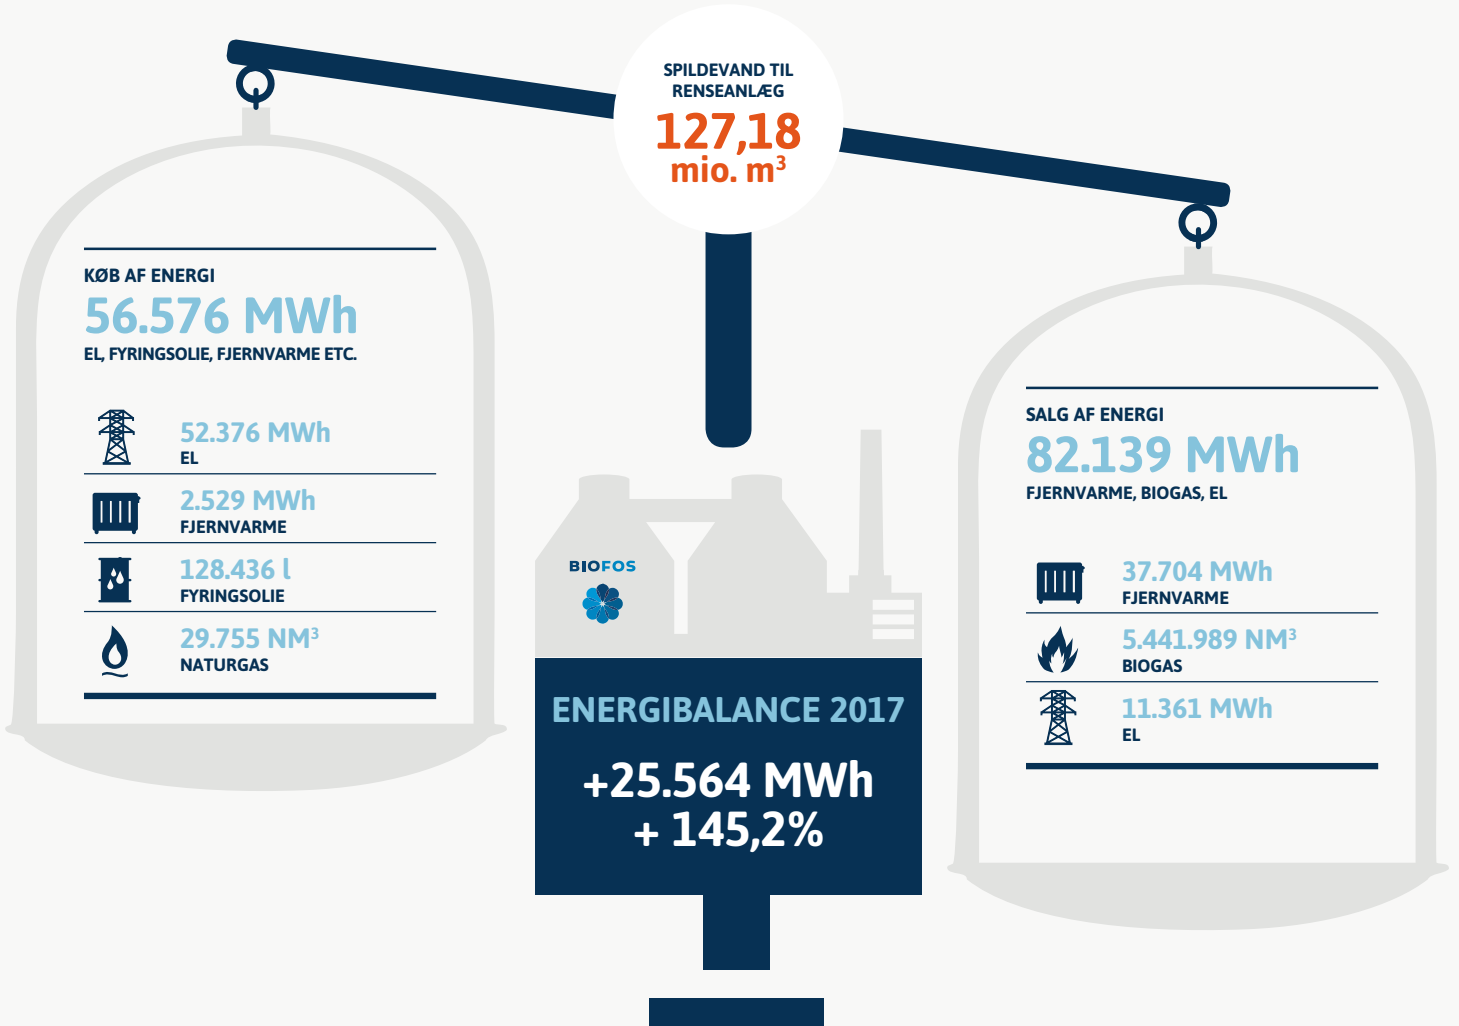 SPILDEVAND TIL
RENSEANLÆG
127,18
mio. m³
KØB AF ENERGI
56.576 MWh
EL, FYRINGSOLIE, FJERNVARME ETC.
52.376 MWh
EL
2.529 MWh
FJERNVARME
128.436 l
FYRINGSOLIE
29.755 NM³
NATURGAS
BIOFOS
ENERGIBALANCE 2017
+25.564 MWh
+ 145,2%
SALG AF ENERGI
82.139 MWh
FJERNVARME, BIOGAS, EL
37.704 MWh
FJERNVARME
5.441.989 NM³
BIOGAS
11.361 MWh
EL